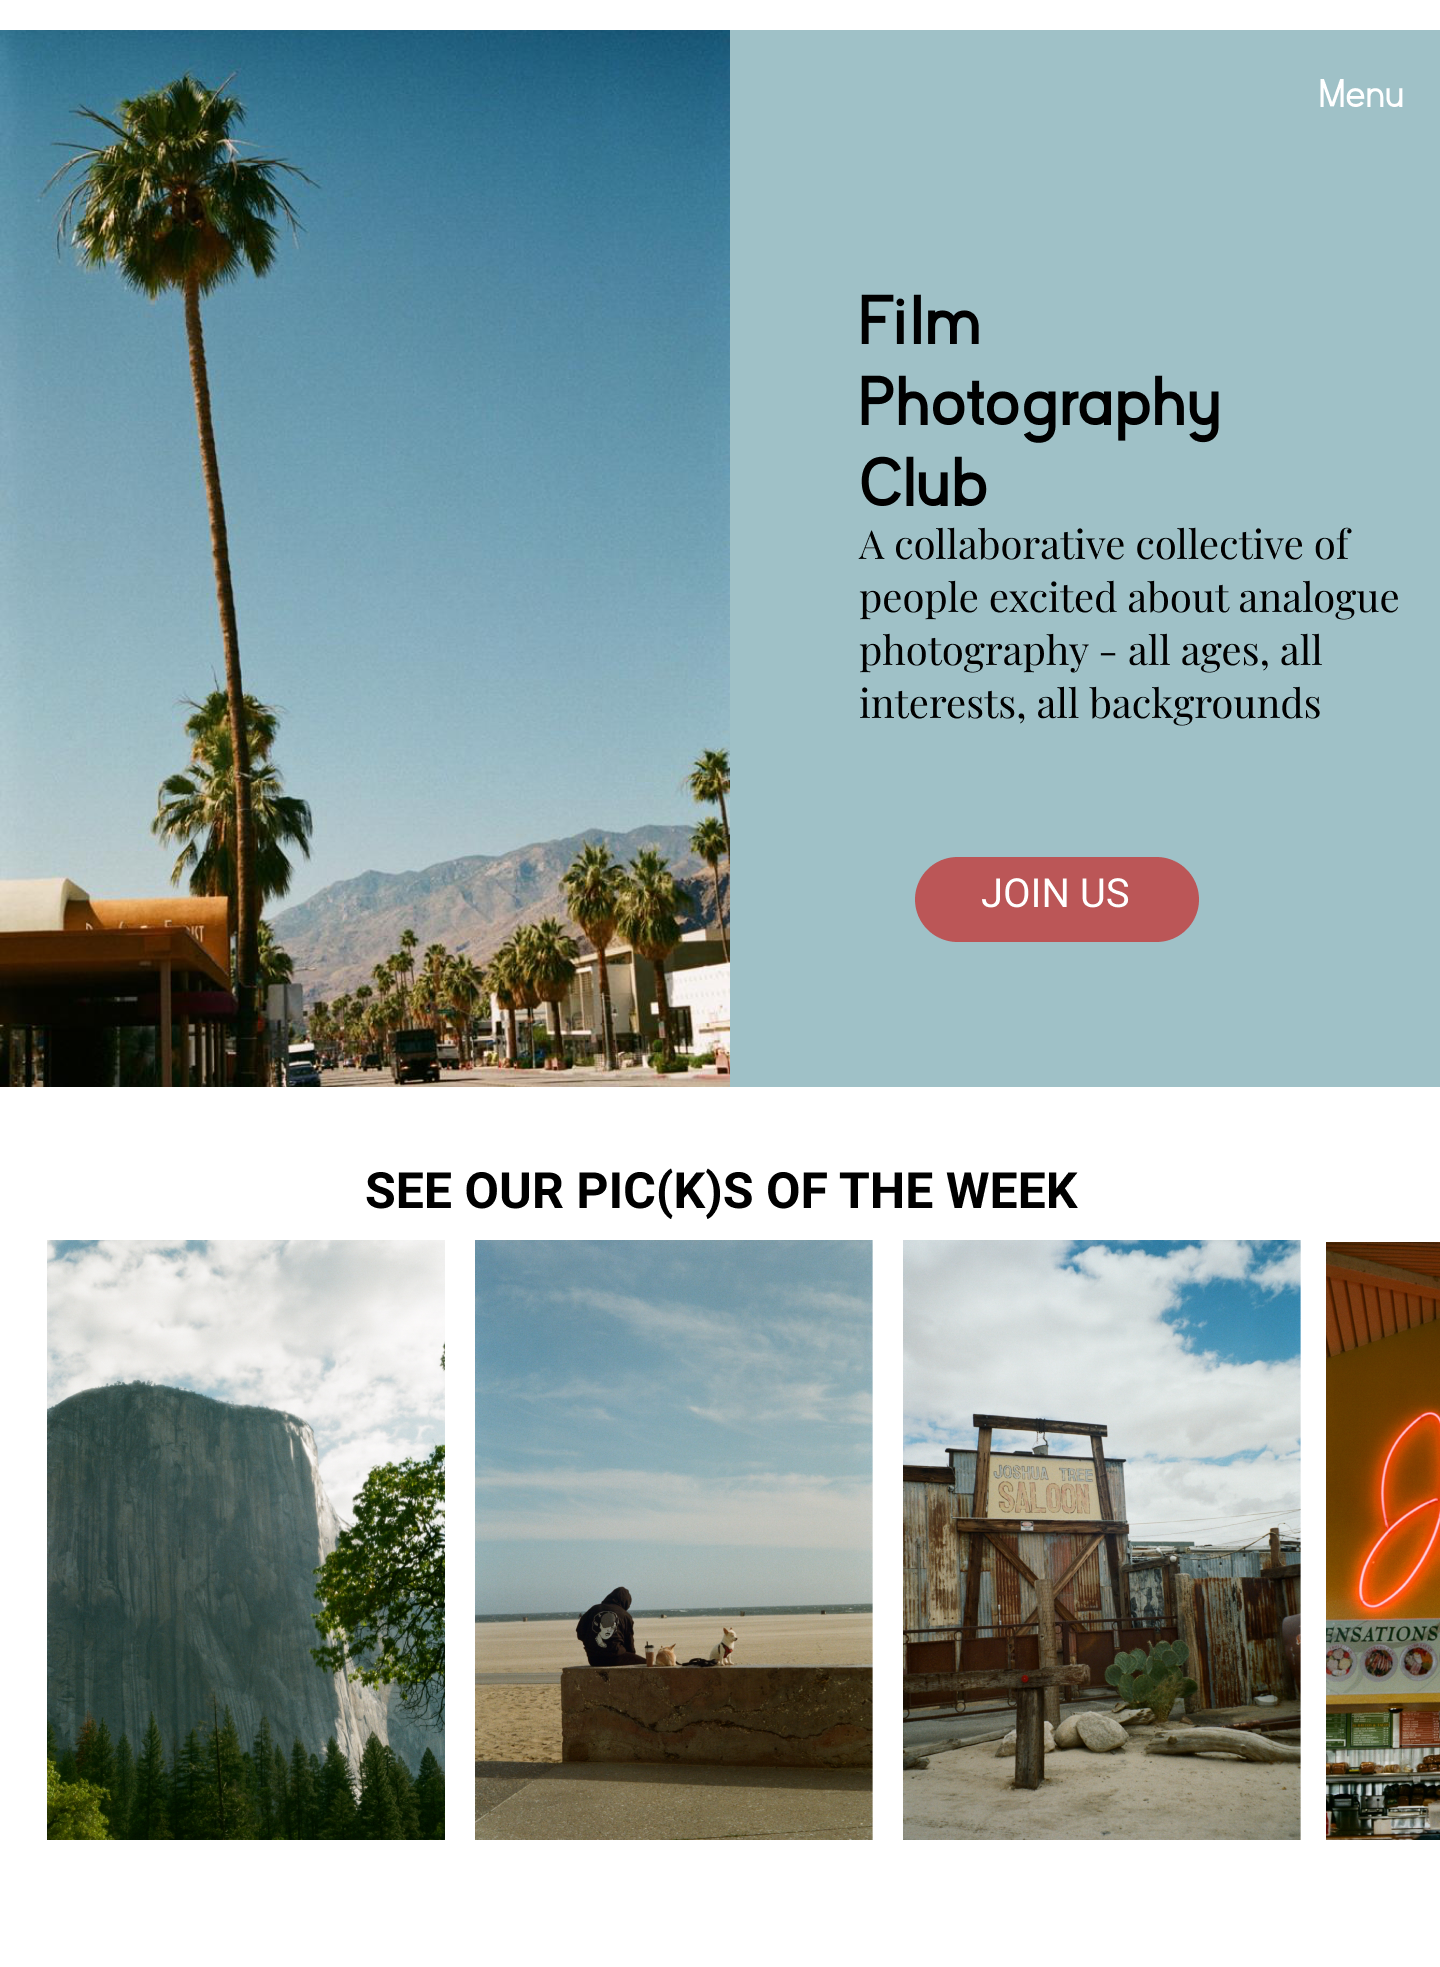 Menu
Film
Photography
Club
A collaborative collective of
people excited about analogue
photography - all ages, all
interests, all backgrounds
JOIN US
SEE OUR PIC(K)S OF THE WEEK
JOSHUA TREE
SALOON
ENSATIONS